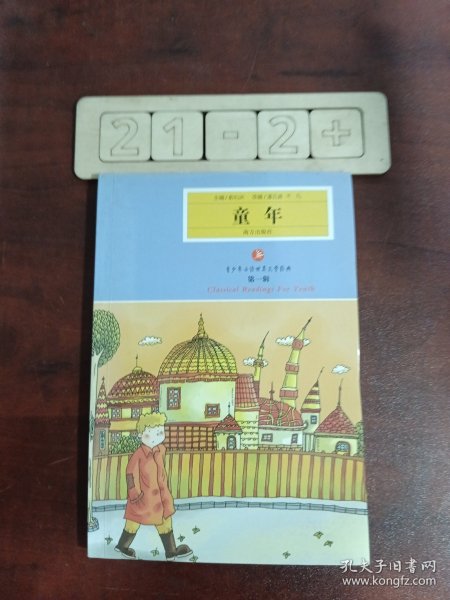 21-2+
童年
南方出版社
青少年必读世界文学经典
第一辑
Classical Readings For Youth
孔夫子旧书网
www.kongfz.com